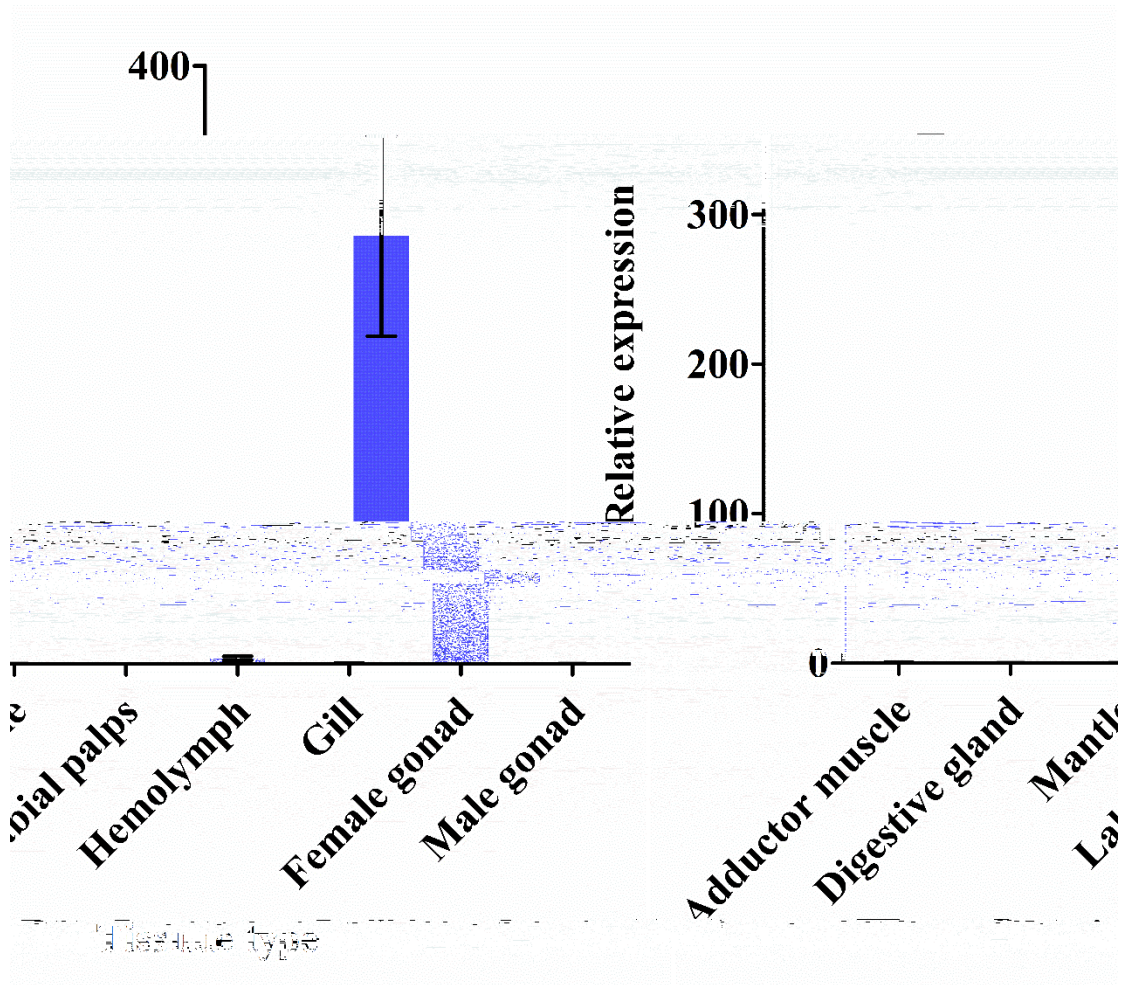 400
Relative expression
300
200
100
0
palps
Hemolymph
Gill
Female gonad
Male gonad
Adductor muscle
Digestive gland
Mantle
Tissue type